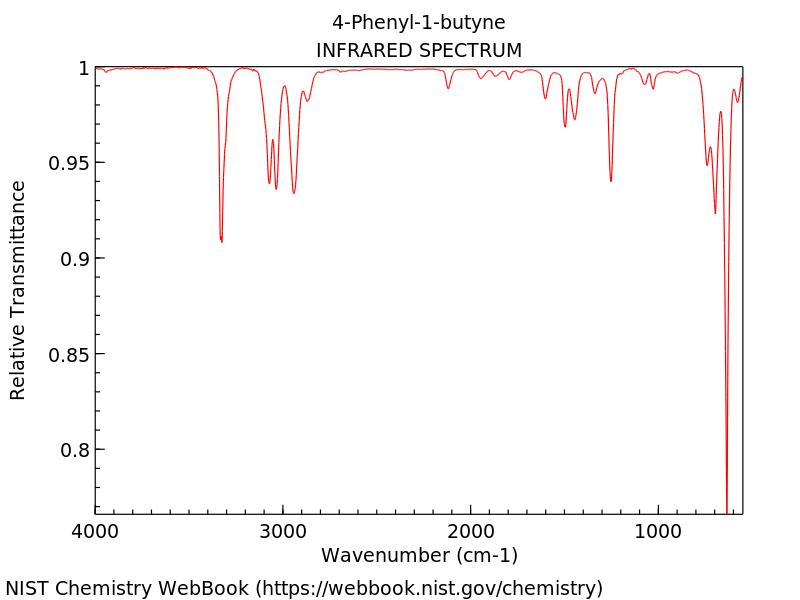 4-Phenyl-1-butyne
INFRARED SPECTRUM
1
0.95
0.9
0.85
0.8
Relative Transmittance
4000 3000 2000 1000
Wavenumber (cm-1)
NIST Chemistry WebBook (https://webbook.nist.gov/chemistry)